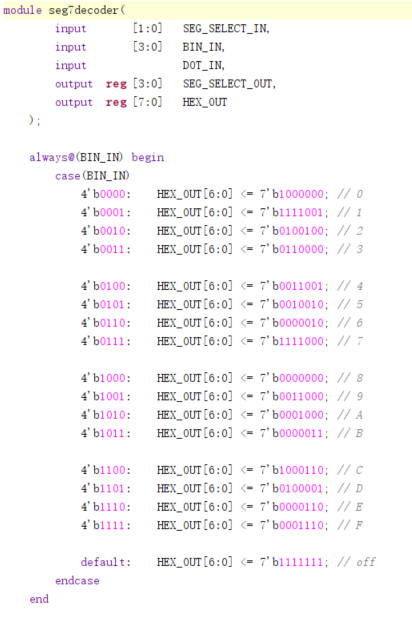 module seg7decoder(
input [1:0] SEG_SELECT_IN,
input [3:0] BIN_IN,
input DOT_IN,
output reg [3:0] SEG_SELECT_OUT,
output reg [7:0] HEX_OUT
);
always@(BIN_IN) begin
case(BIN_IN)
4'b0000: HEX_OUT[6:0] <= 7'b1000000; // 0
4'b0001: HEX_OUT[6:0] <= 7'b1111001; // 1
4'b0010: HEX_OUT[6:0] <= 7'b0100100; // 2
4'b0011: HEX_OUT[6:0] <= 7'b0110000; // 3
4'b0100: HEX_OUT[6:0] <= 7'b0011001; // 4
4'b0101: HEX_OUT[6:0] <= 7'b0010010; // 5
4'b0110: HEX_OUT[6:0] <= 7'b0000010; // 6
4'b0111: HEX_OUT[6:0] <= 7'b1111000; // 7
4'b1000: HEX_OUT[6:0] <= 7'b0000000; // 8
4'b1001: HEX_OUT[6:0] <= 7'b0011000; // 9
4'b1010: HEX_OUT[6:0] <= 7'b0001000; // A
4'b1011: HEX_OUT[6:0] <= 7'b0000011; // B
4'b1100: HEX_OUT[6:0] <= 7'b1000110; // C
4'b1101: HEX_OUT[6:0] <= 7'b0100001; // D
4'b1110: HEX_OUT[6:0] <= 7'b0000110; // E
4'b1111: HEX_OUT[6:0] <= 7'b0001110; // F
default: HEX_OUT[6:0] <= 7'b1111111; // off
endcase
end